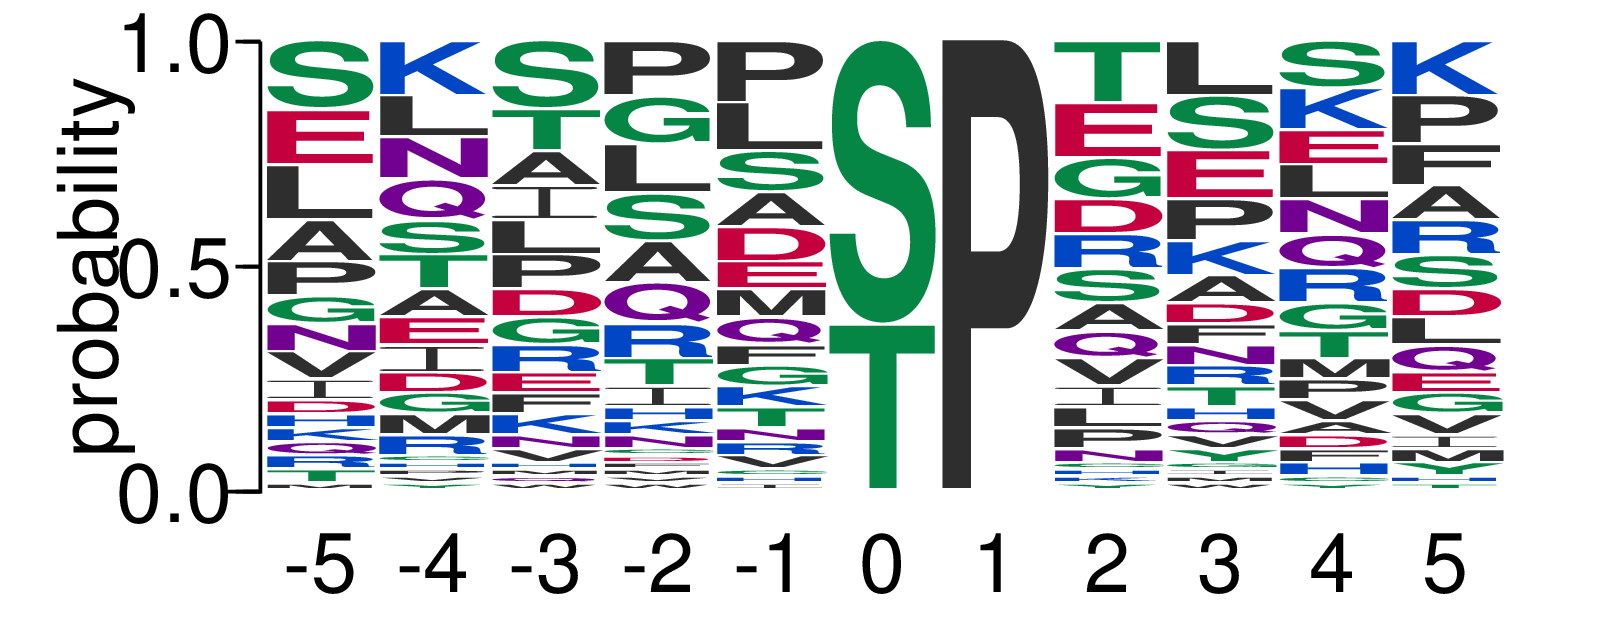 probability
1.0
0.5
0.0
S E L A P G N V I D H K Q R T
K L N Q S T A E I D G M R
S T A I L P D G R E F K N V
P G L S A Q R T I H K N
P L S A D E M Q F G K T N R V
S T
P
T E G D R S A Q V I L P N
L S E P K A D F N R T H Q V Y
S K E L N Q R G T M P V A D F H
K P F A R S D L Q E G V I M Y H
-5 -4 -3 -2 -1 0 1 2 3 4 5